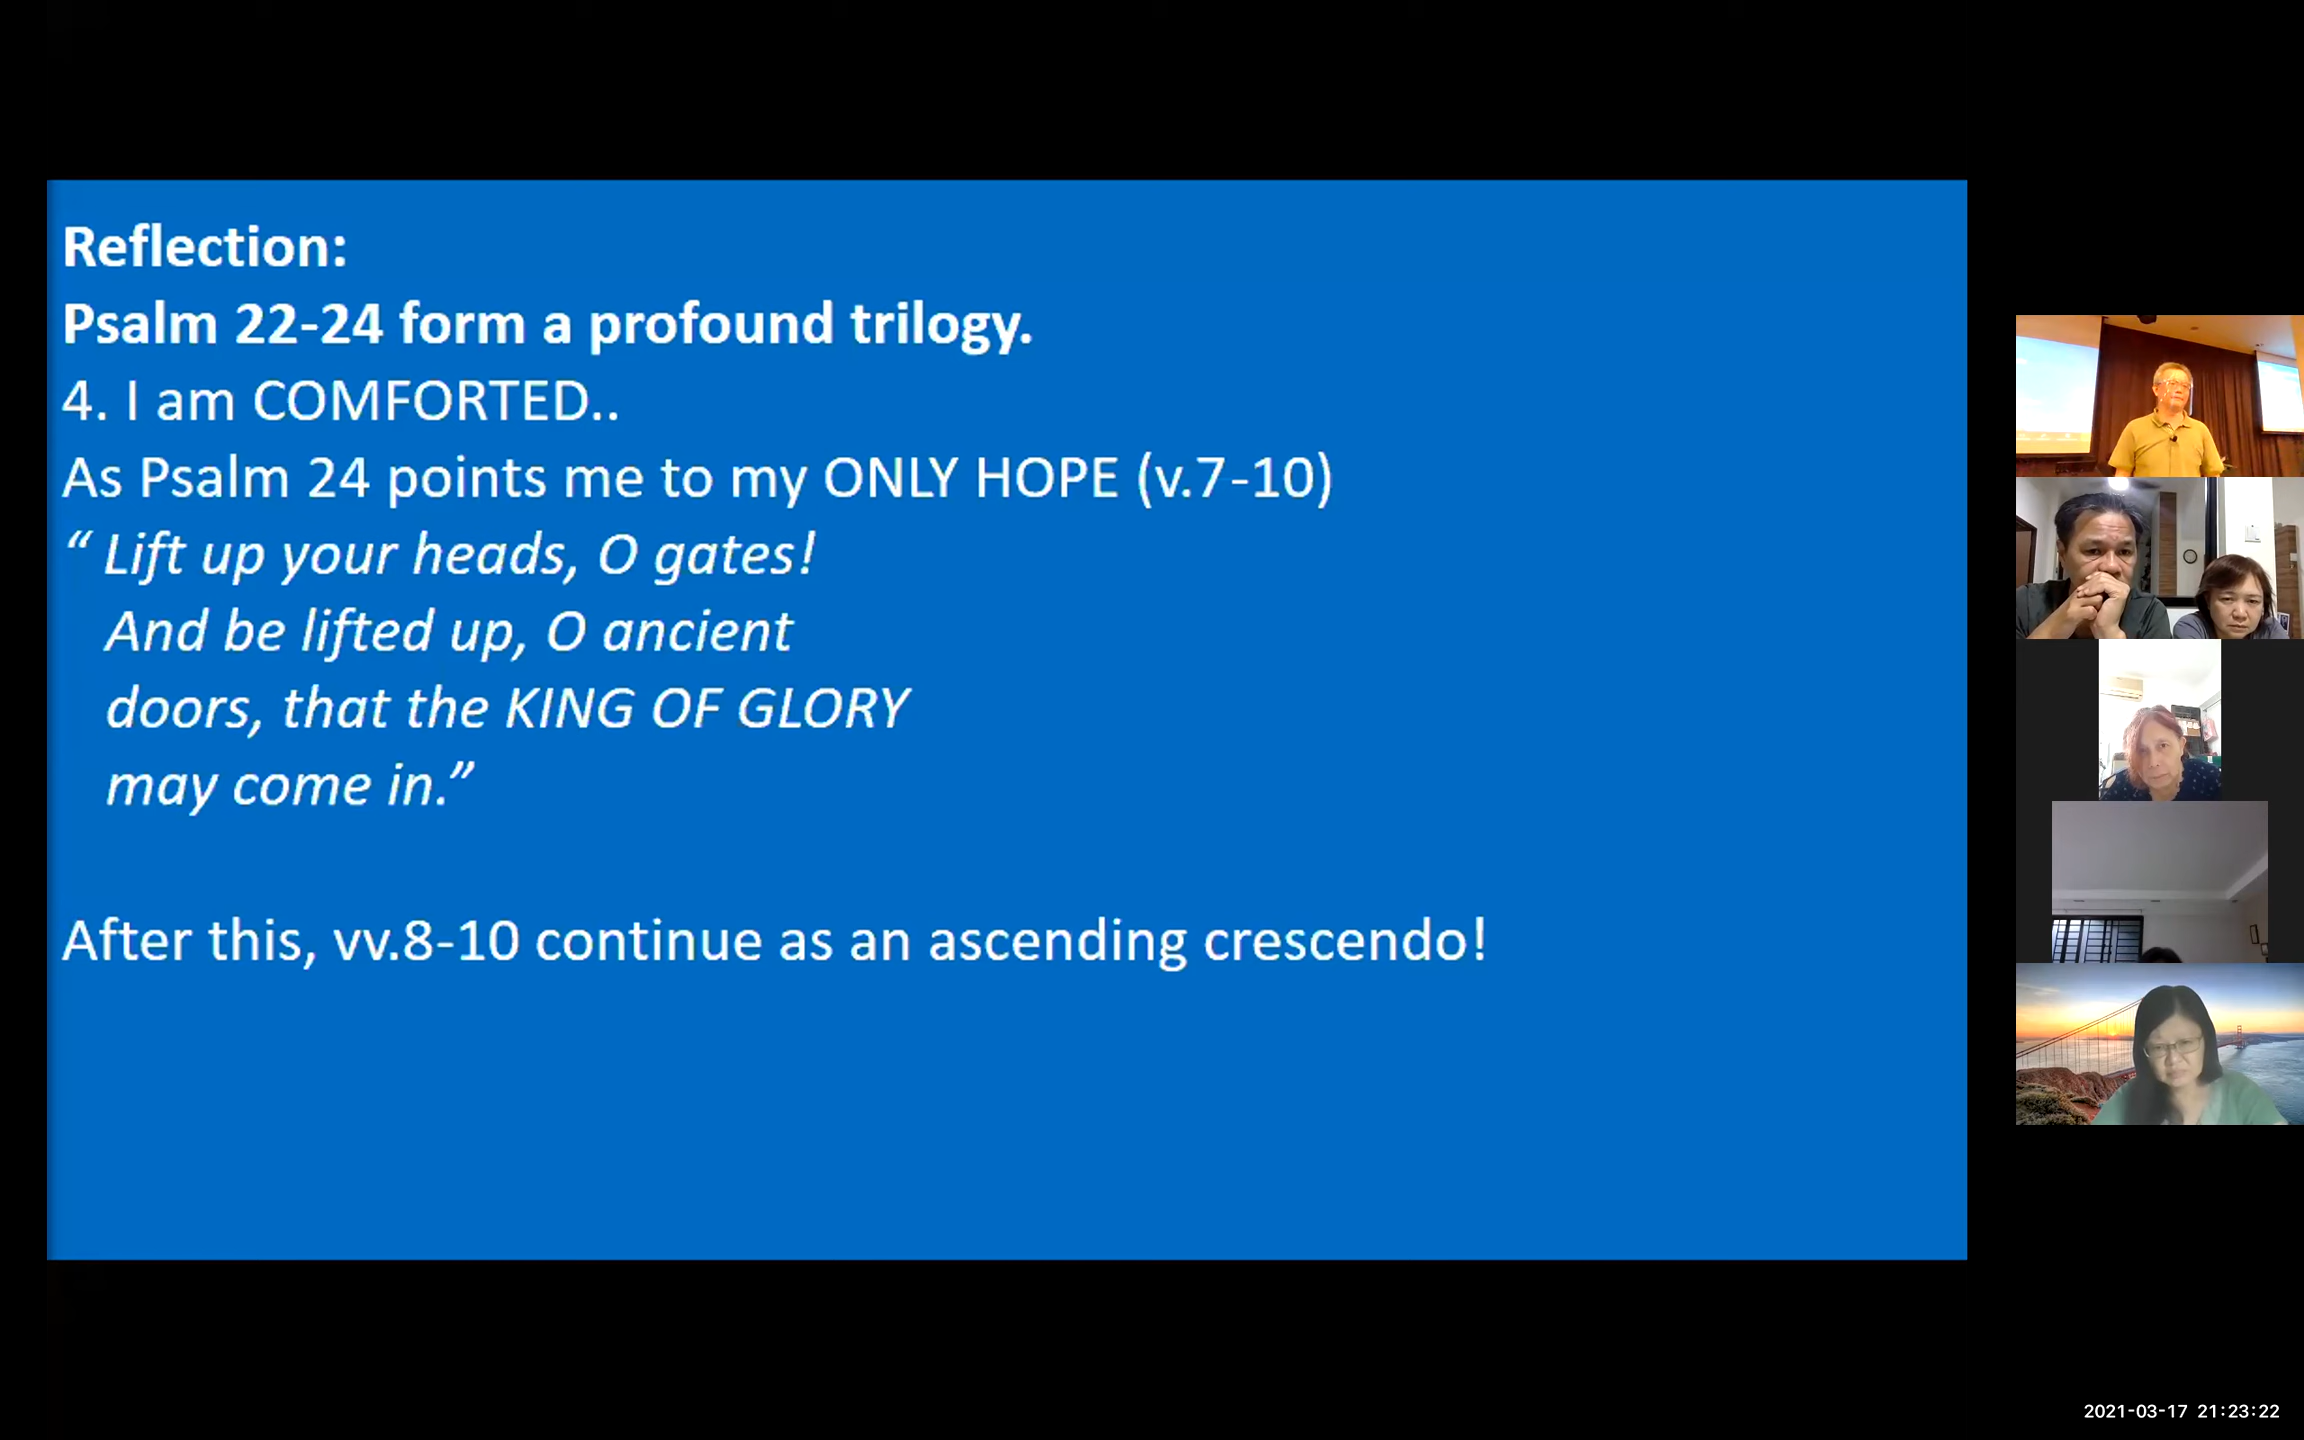 Reflection:
Psalm 22-24 form a profound trilogy.
4. I am COMFORTED..
As Psalm 24 points me to my ONLY HOPE (v.7-10)
“ Lift up your heads, O gates!
And be lifted up, O ancient
doors, that the KING OF GLORY
may come in.”
After this, vv.8-10 continue as an ascending crescendo!
2021-03-17 21:23:22